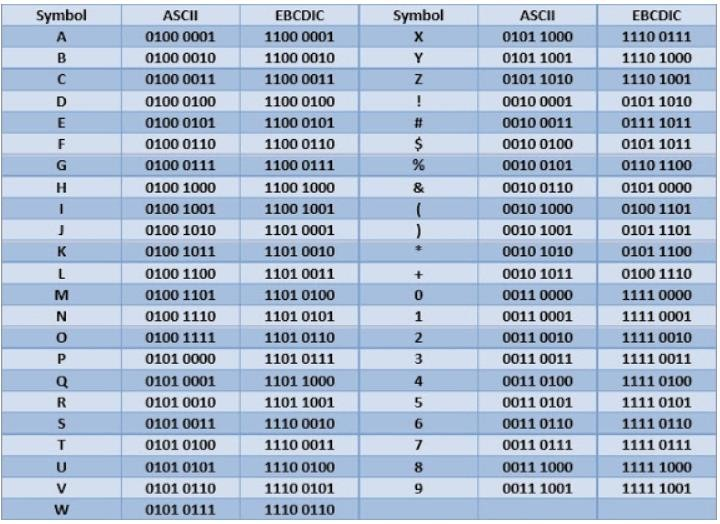 Symbol ASCII EBCDIC Symbol ASCII EBCDIC
A 0100 0001 1100 0001 X 0101 1000 1110 0111
B 0100 0010 1100 0010 Y 0101 1001 1110 1000
C 0100 0011 1100 0011 Z 0101 1010 1110 1001
D 0100 0100 1100 0100 ! 0010 0001 0101 1010
E 0100 0101 1100 0101 # 0010 0011 0111 1011
F 0100 0110 1100 0110 $ 0010 0100 0101 1011
G 0100 0111 1100 0111 % 0010 0101 0110 1100
H 0100 1000 1100 1000 & 0010 0110 0101 0000
I 0100 1001 1100 1001 ( 0010 1000 0100 1101
J 0100 1010 1101 0001 ) 0010 1001 0101 1101
K 0100 1011 1101 0010 * 0010 1010 0101 1100
L 0100 1100 1101 0011 + 0010 1011 0100 1110
M 0100 1101 1101 0100 0 0011 0000 1111 0000
N 0100 1110 1101 0101 1 0011 0001 1111 0001
O 0100 1111 1101 0110 2 0011 0010 1111 0010
P 0101 0000 1101 0111 3 0011 0011 1111 0011
Q 0101 0001 1101 1000 4 0011 0100 1111 0100
R 0101 0010 1101 1001 5 0011 0101 1111 0101
S 0101 0011 1110 0010 6 0011 0110 1111 0110
T 0101 0100 1110 0011 7 0011 0111 1111 0111
U 0101 0101 1110 0100 8 0011 1000 1111 1000
V 0101 0110 1110 0101 9 0011 1001 1111 1001
W 0101 0111 1110 0110